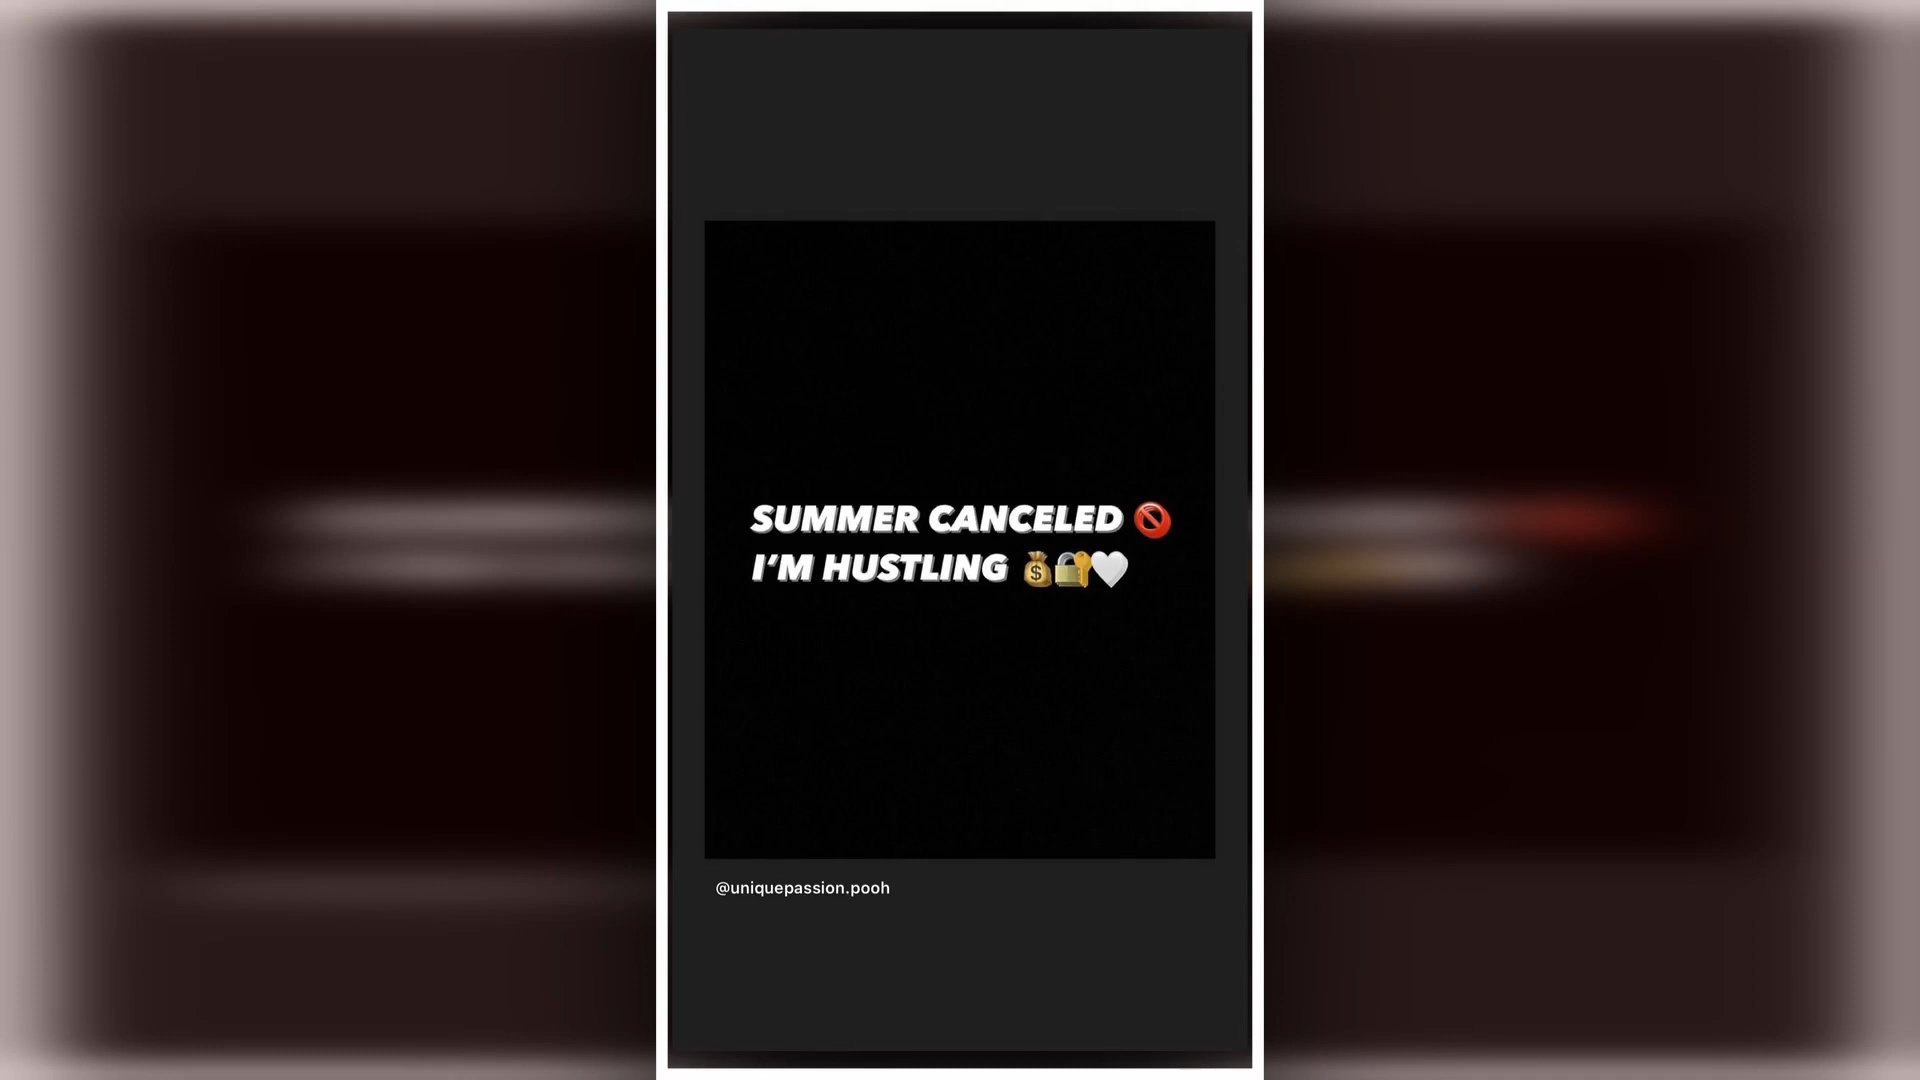 SUMMER CANCELED 🚫
I’M HUSTLING 💰🔐🤍
@uniquepassion.pooh